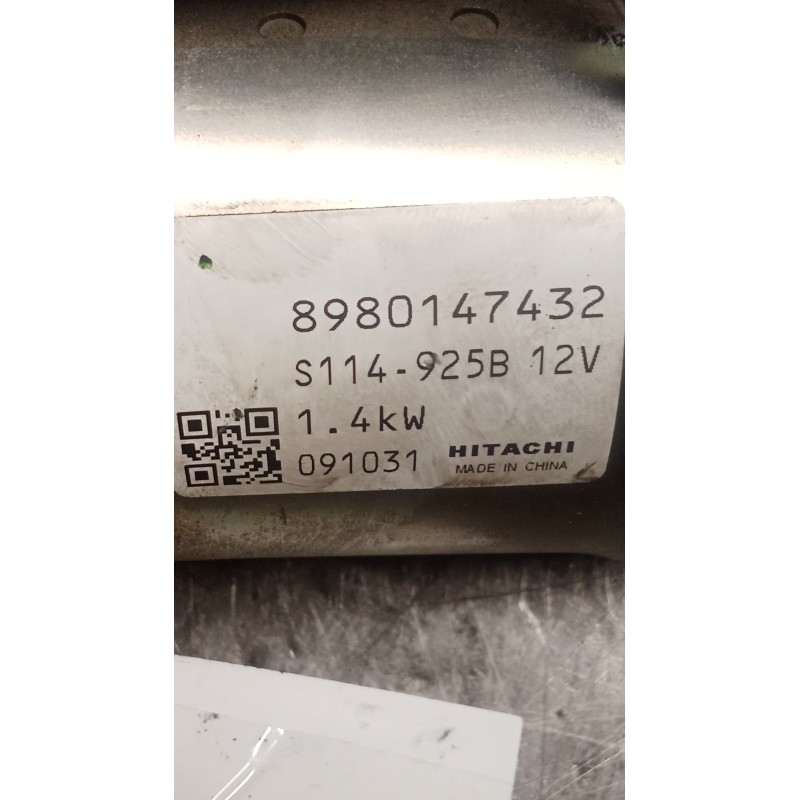 8980147432
S114-925B 12V
1.4kW
091031 HITACHI
MADE IN CHINA